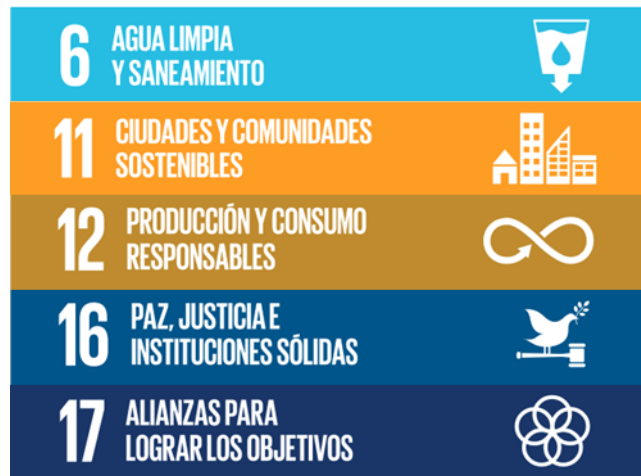 6 AGUA LIMPIA
Y SANEAMIENTO
11 CIUDADES Y COMUNIDADES
SOSTENIBLES
12 PRODUCCIÓN Y CONSUMO
RESPONSABLES
16 PAZ, JUSTICIA E
INSTITUCIONES SÓLIDAS
17 ALIANZAS PARA
LOGRAR LOS OBJETIVOS